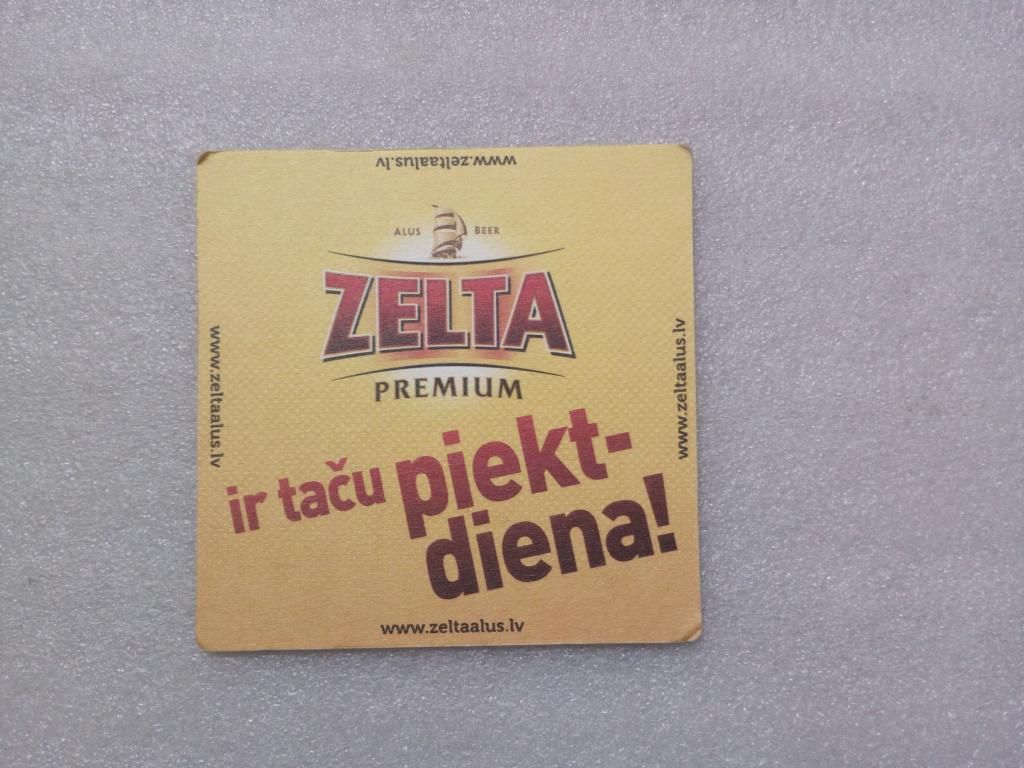 www.zeltaalus.lv
ALUS BEER
ZELTA
PREMIUM
www.zeltaalus.lv
www.zeltaalus.lv
ir taču piekt-
diena!
www.zeltaalus.lv